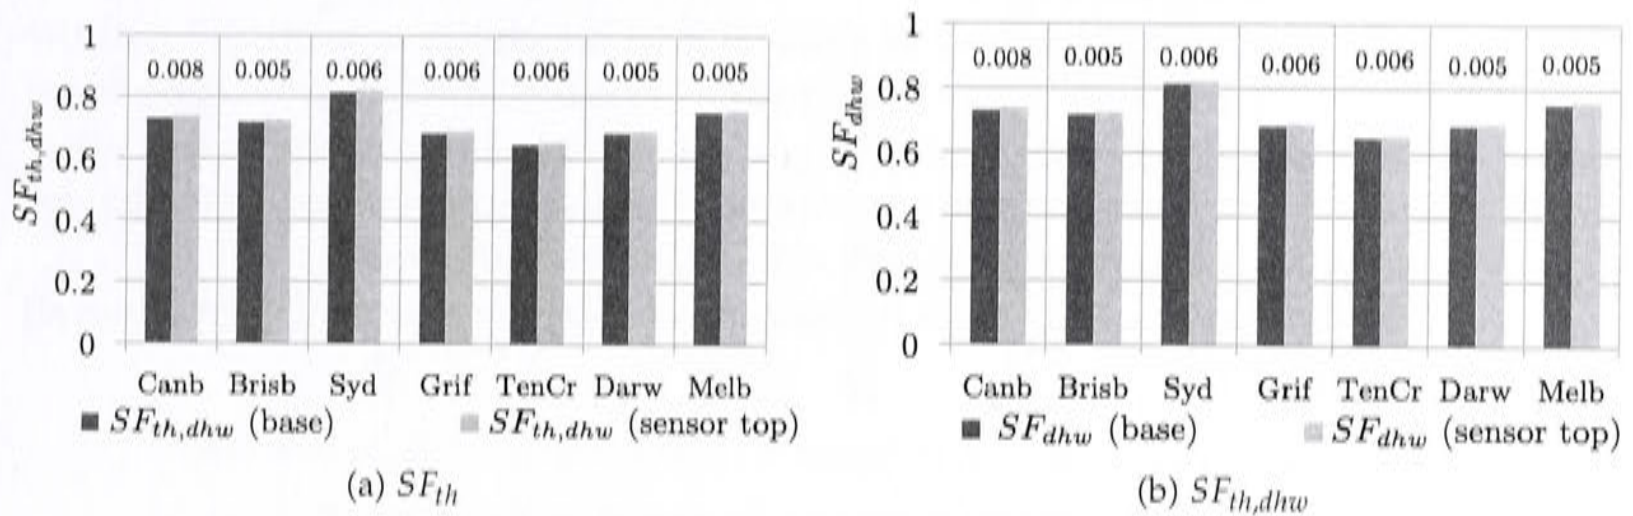 1
0.8
0.6
0.4
0.2
0
SF_{th,dhw}
0.008 0.005 0.006 0.006 0.006 0.005 0.005
Canb Brisb Syd Grif TenCr Darw Melb
SF_{th,dhw} (base) SF_{th,dhw} (sensor top)
(a) SF_{th}
1
0.8
0.6
0.4
0.2
0
SF_{dhw}
0.008 0.005 0.006 0.006 0.006 0.005 0.005
Canb Brisb Syd Grif TenCr Darw Melb
SF_{dhw} (base) SF_{dhw} (sensor top)
(b) SF_{th,dhw}